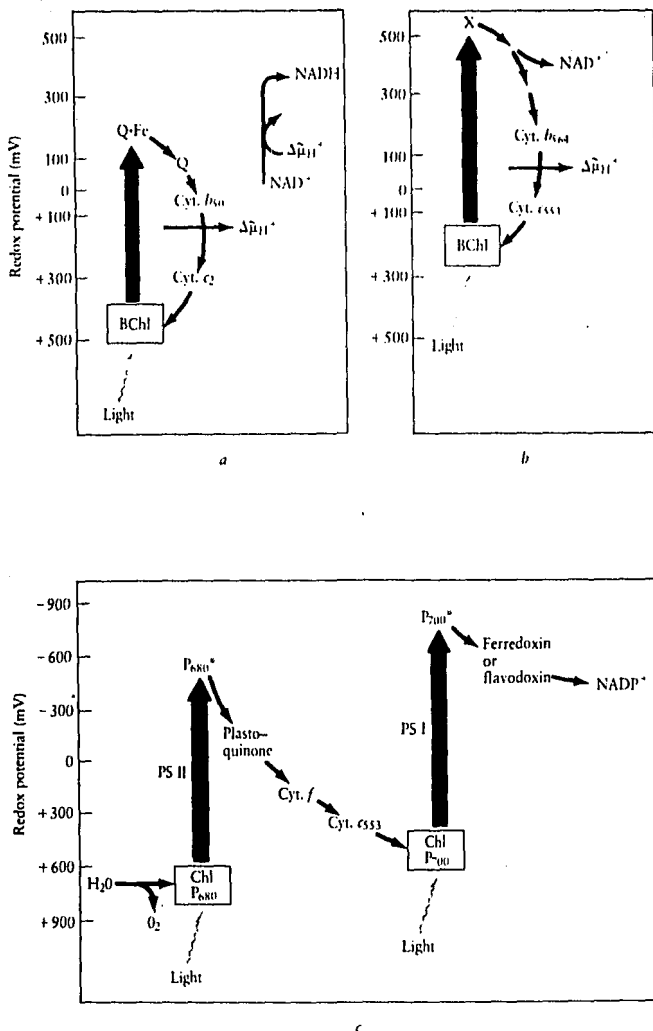 Redox potential (mV)
500
300
100
0
+100
+300
+500
Q·Fe
Q
Cyt. b50
Cyt. c2
BChl
Light
Δμ̃H+
NADH
Δμ̃H+
NAD+
a
500
300
100
0
+100
+300
+500
X
NAD+
Cyt. b564
Δμ̃H+
Cyt. c551
BChl
Light
b
Redox potential (mV)
−900
−600
−300
0
+300
+600
+900
P680*
PS II
Plasto-
quinone
Cyt. f
Cyt. c553
H2O
O2
Chl
P680
Light
P700*
PS I
Ferredoxin
or
flavodoxin
NADP+
Chl
P700
Light
c